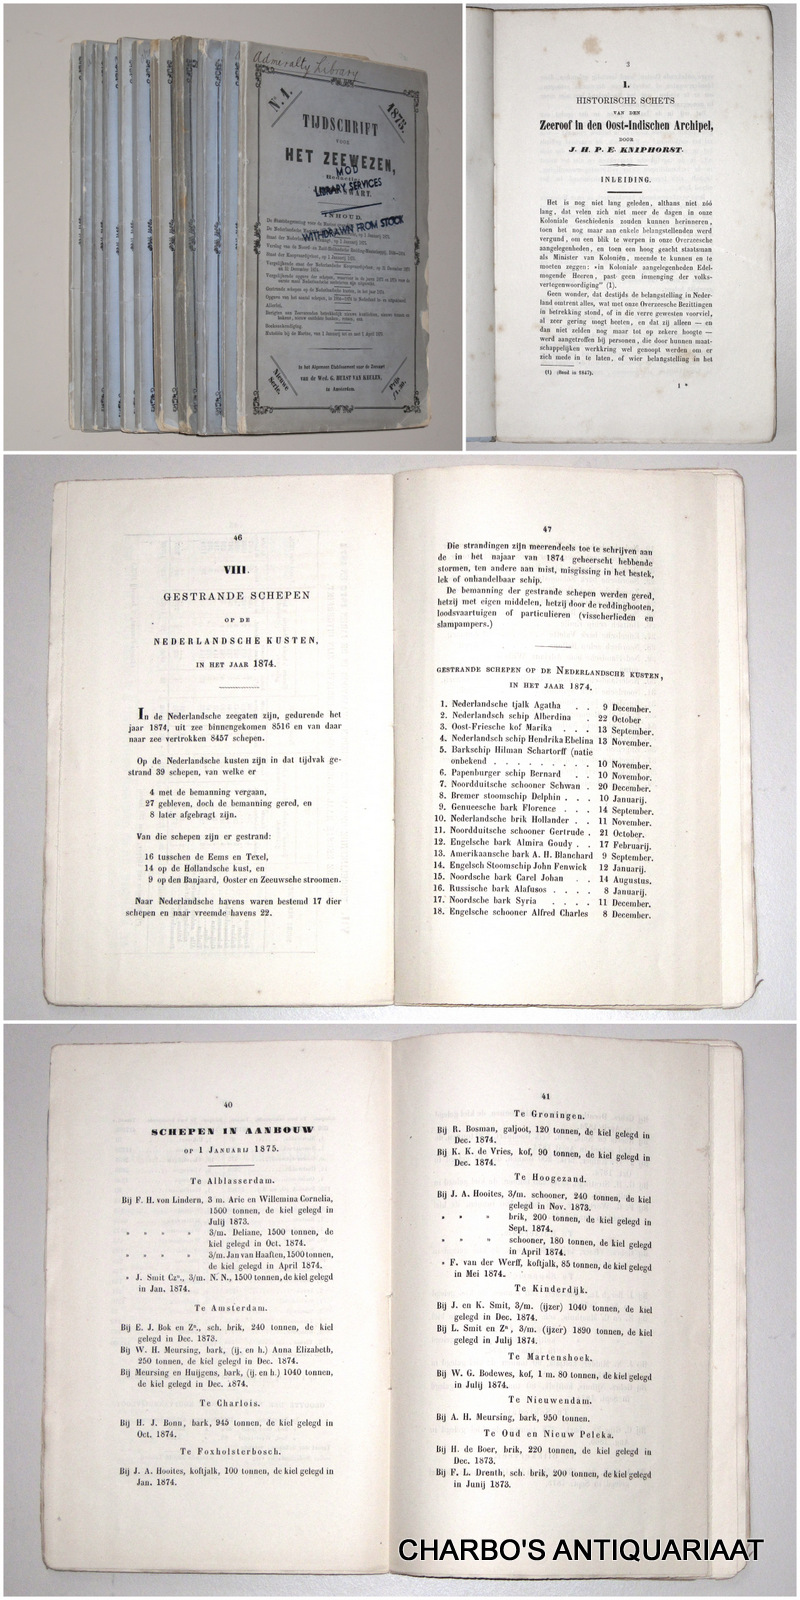 Admiralty Library
N.1.
1875.
TIJDSCHRIFT
VOOR
HET ZEEWEZEN,
MOD
LIBRARY SERVICES
WITHDRAWN FROM STOCK
INHOUD.
Allerlei.
Boekaankondiging.
In het Algemeen Etablissement voor de Zeevaart
van de Wed. G. HULST VAN KEULEN,
te Amsterdam.
Nieuwe
Serie.
Prijs
3
I.
HISTORISCHE SCHETS
VAN DEN
Zeeroof in den Oost-Indischen Archipel,
DOOR
J. H. P. E. KNIPHORST.
INLEIDING.
Het is nog niet lang geleden, althans niet zóó
lang, dat velen zich niet meer de dagen in onze
Koloniale Geschiedenis zouden kunnen herinneren,
toen het nog maar aan enkele belangstellenden werd
vergund, om een blik te werpen in onze Overzeesche
aangelegenheden, en toen een hoog geacht staatsman
als Minister van Koloniën, meende te kunnen en te
moeten zeggen: «in Koloniale aangelegenheden Edel-
mogende Heeren, past geen inmenging der volks-
vertegenwoordiging" (1).
Geen wonder, dat destijds de belangstelling in Neder-
land omtrent alles, wat met onze Overzeesche Bezittingen
in betrekking stond, of in die verre gewesten voorviel,
al zeer gering mogt heeten, en dat zij alleen — en
dan niet zelden nog maar tot op zekere hoogte —
werd aangetroffen bij personen, die door hunnen maat-
schappelijken werkkring wel genoopt werden om er
zich mede in te laten, of wier belangstelling in het
(1) (Baud in 1847).
1 *
46
VIII.
GESTRANDE SCHEPEN
OP DE
NEDERLANDSCHE KUSTEN,
IN HET JAAR 1874.
In de Nederlandsche zeegaten zijn, gedurende het
jaar 1874, uit zee binnengekomen 8516 en van daar
naar zee vertrokken 8457 schepen.
Op de Nederlandsche kusten zijn in dat tijdvak ge-
strand 39 schepen, van welke er
4 met de bemanning vergaan,
27 gebleven, doch de bemanning gered, en
8 later afgebragt zijn.
Van die schepen zijn er gestrand:
16 tusschen de Eems en Texel,
14 op de Hollandsche kust, en
9 op den Banjaard, Ooster en Zeeuwsche stroomen.
Naar Nederlandsche havens waren bestemd 17 dier
schepen en naar vreemde havens 22.
47
Die strandingen zijn meerendeels toe te schrijven aan
de in het najaar van 1874 geheerscht hebbende
stormen, ten andere aan mist, misgissing in het bestek,
lek of onhandelbaar schip.
De bemanning der gestrande schepen werden gered,
hetzij met eigen middelen, hetzij door de reddingbooten,
loodsvaartuigen of particulieren (visscherlieden en
slampampers.)
GESTRANDE SCHEPEN OP DE NEDERLANDSCHE KUSTEN,
IN HET JAAR 1874.
1. Nederlandsche tjalk Agatha . . 9 December.
2. Nederlandsch schip Alberdina . 22 October
3. Oost-Friesche kof Marika . . . 13 September.
4. Nederlandsch schip Hendrika Ebelina 13 November.
5. Barkschip Hilman Schartorff (natie
onbekend . . . . . . . . . 10 November.
6. Papenburger schip Bernard . . 10 Novembor.
7. Noordduitsche schooner Schwan . 20 December.
8. Bremer stoomschip Delphin . . . 10 Januarij.
9. Genueesche bark Florence . . . 14 September.
10. Nederlandsche brik Hollander . . 11 November.
11. Noordduitsche schooner Gertrude . 21 October.
12. Engelsche bark Almira Goudy . . 17 Februarij.
13. Amerikaansche bark A. H. Blanchard 9 September.
14. Engelsch Stoomschip John Fenwick 12 Januarij.
15. Noordsche bark Carel Johan . . 14 Augustus.
16. Russische bark Alafusos . . . . 8 Januarij.
17. Noordsche bark Syria . . . . 11 December.
18. Engelsche schooner Alfred Charles 8 December.
40
SCHEPEN IN AANBOUW
OP 1 JANUARIJ 1875.
Te Alblasserdam.
Bij F. H. von Lindern, 3 m. Arie en Willemina Cornelia,
1500 tonnen, de kiel gelegd in
Julij 1873.
» » » » 3/m. Deliane, 1500 tonnen, de
kiel gelegd in Oct. 1874.
» » » » 3/m. Jan van Haaften, 1500 tonnen,
de kiel gelegd in April 1874.
» J. Smit Czn., 3/m. N. N., 1500 tonnen, de kiel gelegd
in Jan. 1874.
Te Amsterdam.
Bij E. J. Bok en Zn., sch. brik, 240 tonnen, de kiel
gelegd in Dec. 1873.
Bij W. H. Meursing, bark, (ij. en h.) Anna Elizabeth,
250 tonnen, de kiel gelegd in Dec. 1874.
Bij Meursing en Huijgens, bark, (ij. en h.) 1040 tonnen,
de kiel gelegd in Dec. 1874.
Te Charlois.
Bij H. J. Bonn, bark, 945 tonnen, de kiel gelegd in
Oct. 1874.
Te Foxholsterbosch.
Bij J. A. Hooites, koftjalk, 100 tonnen, de kiel gelegd in
Jan. 1874.
41
Te Groningen.
Bij R. Bosman, galjoot, 120 tonnen, de kiel gelegd in
Dec. 1874.
Bij K. K. de Vries, kof, 90 tonnen, de kiel gelegd in
Dec. 1874.
Te Hoogezand.
Bij J. A. Hooites, 3/m. schooner, 240 tonnen, de kiel
gelegd in Nov. 1873.
» » » brik, 200 tonnen, de kiel gelegd in
Sept. 1874.
» » » schooner, 180 tonnen, de kiel gelegd
in April 1874.
» F. van der Werff, koftjalk, 85 tonnen, de kiel gelegd
in Mei 1874.
Te Kinderdijk.
Bij J. en K. Smit, 3/m. (ijzer) 1040 tonnen, de kiel
gelegd in Dec. 1874.
Bij L. Smit en Zn, 3/m. (ijzer) 1890 tonnen, de kiel
gelegd in Julij 1874.
Te Martenshoek.
Bij W. G. Bodewes, kof, 1 m. 80 tonnen, de kiel gelegd
in Julij 1874.
Te Nieuwendam.
Bij A. H. Meursing, bark, 950 tonnen.
Te Oud en Nieuw Pekela.
Bij H. de Boer, brik, 220 tonnen, de kiel gelegd in
Dec. 1873.
Bij F. L. Drenth, sch. brik, 200 tonnen, de kiel gelegd
in Junij 1873.
CHARBO'S ANTIQUARIAAT